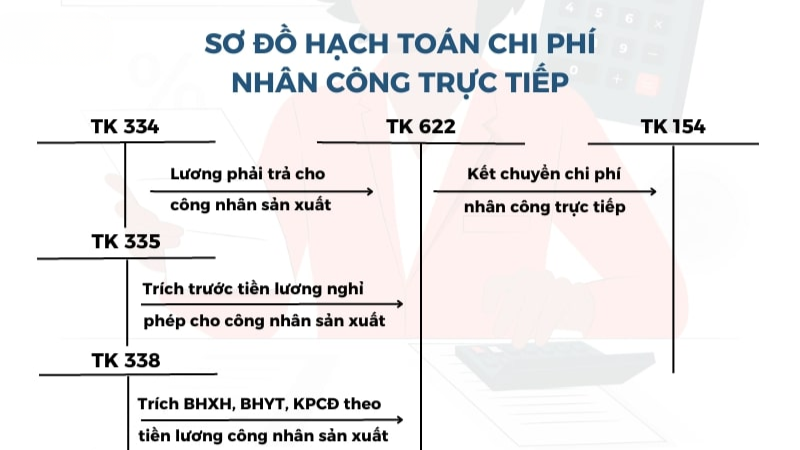 SƠ ĐỒ HẠCH TOÁN CHI PHÍ
NHÂN CÔNG TRỰC TIẾP
TK 334
TK 622
TK 154
Lương phải trả cho
công nhân sản xuất
Kết chuyển chi phí
nhân công trực tiếp
TK 335
Trích trước tiền lương nghỉ
phép cho công nhân sản xuất
TK 338
Trích BHXH, BHYT, KPCĐ theo
tiền lương công nhân sản xuất